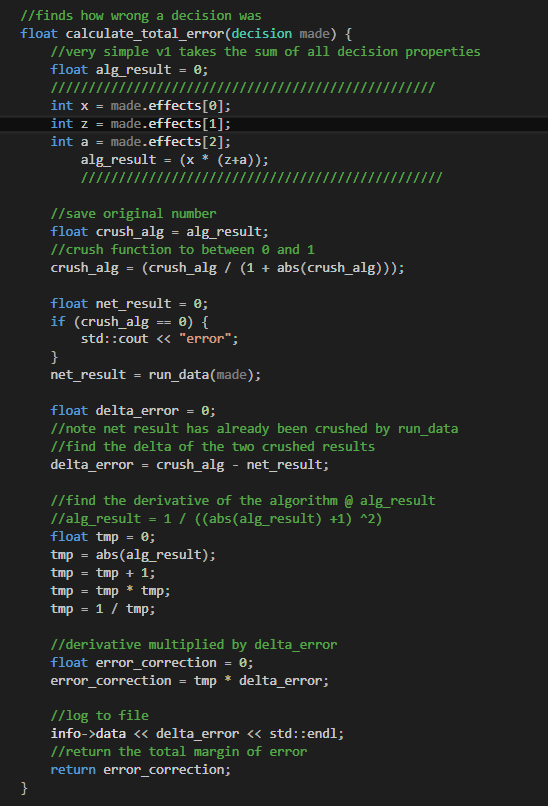 //finds how wrong a decision was
float calculate_total_error(decision made) {
//very simple v1 takes the sum of all decision properties
float alg_result = 0;
///////////////////////////////////////////////////
int x = made.effects[0];
int z = made.effects[1];
int a = made.effects[2];
alg_result = (x * (z+a));
////////////////////////////////////////////////
//save original number
float crush_alg = alg_result;
//crush function to between 0 and 1
crush_alg = (crush_alg / (1 + abs(crush_alg)));
float net_result = 0;
if (crush_alg == 0) {
std::cout << "error";
}
net_result = run_data(made);
float delta_error = 0;
//note net result has already been crushed by run_data
//find the delta of the two crushed results
delta_error = crush_alg - net_result;
//find the derivative of the algorithm @ alg_result
//alg_result = 1 / ((abs(alg_result) +1) ^2)
float tmp = 0;
tmp = abs(alg_result);
tmp = tmp + 1;
tmp = tmp * tmp;
tmp = 1 / tmp;
//derivative multiplied by delta_error
float error_correction = 0;
error_correction = tmp * delta_error;
//log to file
info->data << delta_error << std::endl;
//return the total margin of error
return error_correction;
}